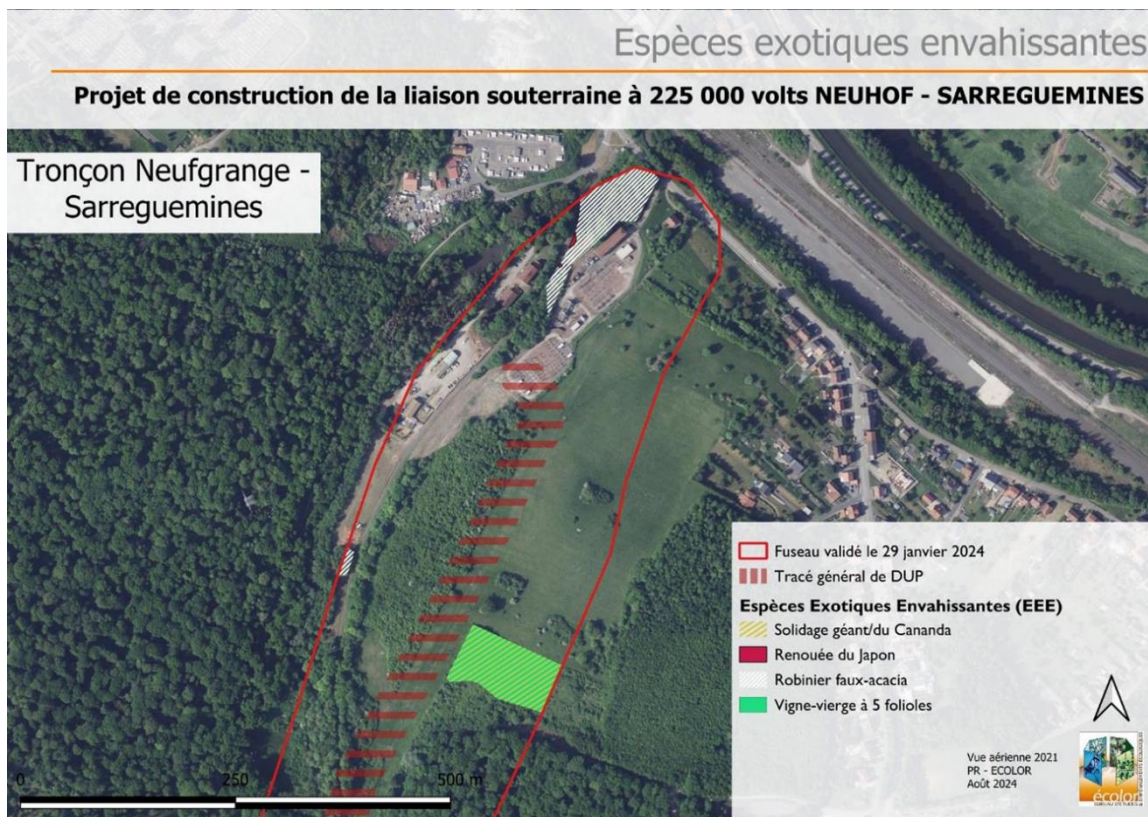 Espèces exotiques envahissantes
Projet de construction de la liaison souterraine à 225 000 volts NEUHOF - SARREGUEMINES
Tronçon Neufgrange -
Sarreguemines
Fuseau validé le 29 janvier 2024
Tracé général de DUP
Espèces Exotiques Envahissantes (EEE)
Solidage géant/du Cananda
Renouée du Japon
Robinier faux-acacia
Vigne-vierge à 5 folioles
Vue aérienne 2021
PR - ECOLOR
Août 2024
écolor
0 250 500 m